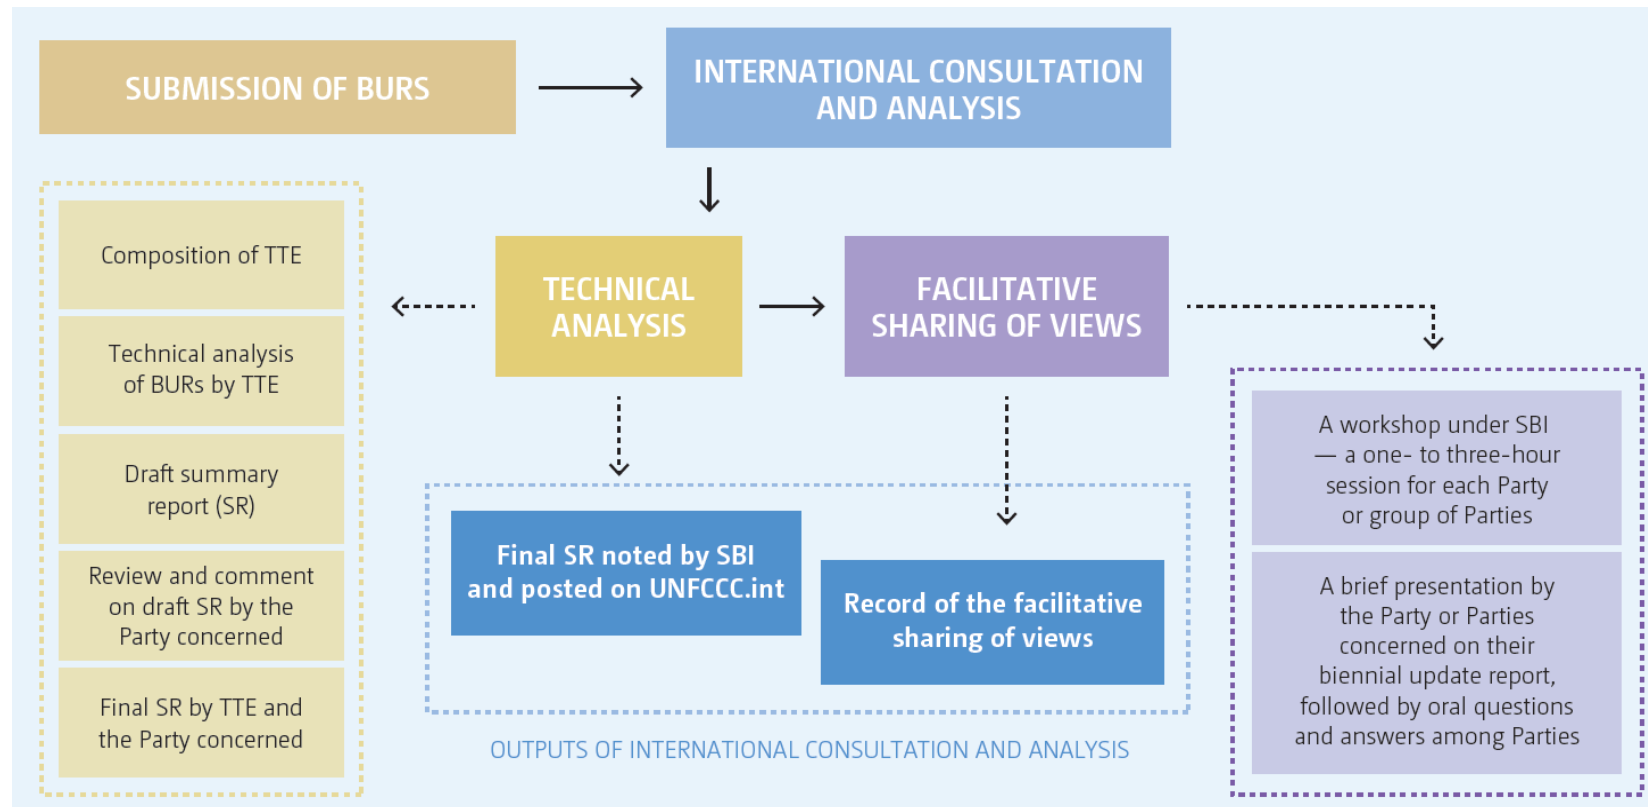 SUBMISSION OF BURS
INTERNATIONAL CONSULTATION
AND ANALYSIS
Composition of TTE
Technical analysis
of BURs by TTE
Draft summary
report (SR)
Review and comment
on draft SR by the
Party concerned
Final SR by TTE and
the Party concerned
TECHNICAL
ANALYSIS
FACILITATIVE
SHARING OF VIEWS
Final SR noted by SBI
and posted on UNFCCC.int
Record of the facilitative
sharing of views
OUTPUTS OF INTERNATIONAL CONSULTATION AND ANALYSIS
A workshop under SBI
— a one- to three-hour
session for each Party
or group of Parties
A brief presentation by
the Party or Parties
concerned on their
biennial update report,
followed by oral questions
and answers among Parties